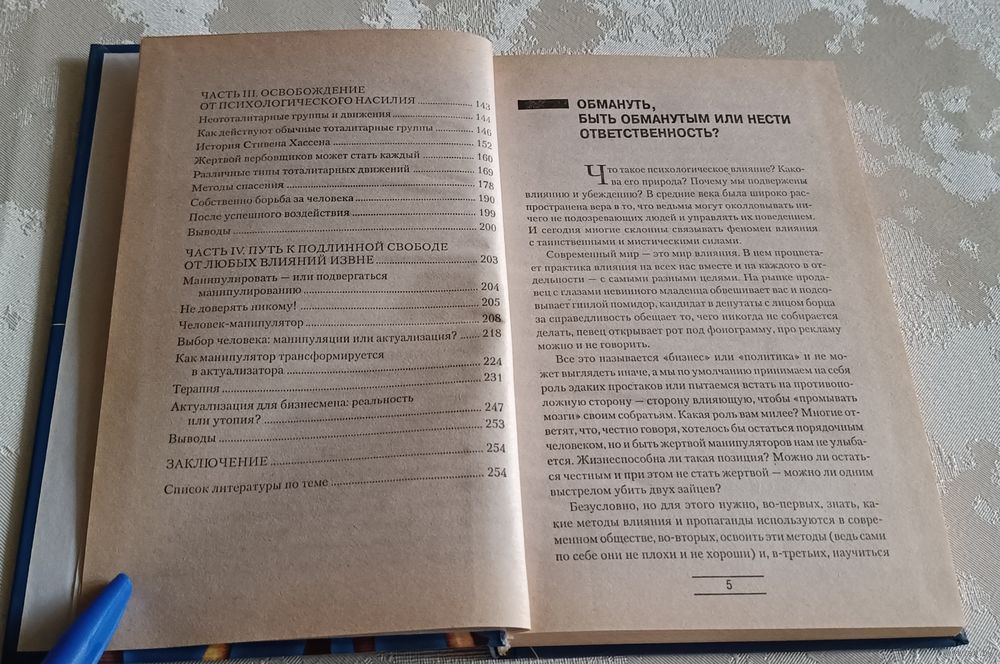 ЧАСТЬ III. ОСВОБОЖДЕНИЕ
ОТ ПСИХОЛОГИЧЕСКОГО НАСИЛИЯ 143
Неототалитарные группы и движения 144
Как действуют обычные тоталитарные группы 146
История Стивена Хассена 152
Жертвой вербовщиков может стать каждый 160
Различные типы тоталитарных движений 169
Методы спасения 178
Собственно борьба за человека 190
После успешного воздействия 199
Выводы 200
ЧАСТЬ IV. ПУТЬ К ПОДЛИННОЙ СВОБОДЕ
ОТ ЛЮБЫХ ВЛИЯНИЙ ИЗВНЕ 203
Манипулировать — или подвергаться
манипулированию 204
Не доверять никому! 205
Человек-манипулятор 208
Выбор человека: манипуляции или актуализация? 218
Как манипулятор трансформируется
в актуализатора 224
Терапия 231
Актуализация для бизнесмена: реальность
или утопия? 247
Выводы 253
ЗАКЛЮЧЕНИЕ 254
Список литературы по теме 254
ОБМАНУТЬ,
БЫТЬ ОБМАНУТЫМ ИЛИ НЕСТИ
ОТВЕТСТВЕННОСТЬ?
Что такое психологическое влияние? Како-
ва его природа? Почему мы подвержены
влиянию и убеждению? В средние века была широко рас-
пространена вера в то, что ведьмы могут околдовывать ни-
чего не подозревающих людей и управлять их поведением.
И сегодня многие склонны связывать феномен влияния
с таинственными и мистическими силами.
Современный мир — это мир влияния. В нем процвета-
ет практика влияния на всех нас вместе и на каждого в от-
дельности — с самыми разными целями. На рынке прода-
вец с глазами невинного младенца обвешивает вас и подсо-
вывает гнилой помидор, кандидат в депутаты с лицом борца
за справедливость обещает то, чего никогда не собирается
делать, певец открывает рот под фонограмму, про рекламу
можно и не говорить.
Все это называется «бизнес» или «политика» и не мо-
жет выглядеть иначе, а мы по умолчанию принимаем на себя
роль эдаких простаков или пытаемся встать на противопо-
ложную сторону — сторону влияющую, чтобы «промывать
мозги» своим собратьям. Какая роль вам милее? Многие от-
ветят, что, честно говоря, хотелось бы остаться порядочным
человеком, но и быть жертвой манипуляторов нам не улыба-
ется. Жизнеспособна ли такая позиция? Можно ли остать-
ся честным и при этом не стать жертвой — можно ли одним
выстрелом убить двух зайцев?
Безусловно, но для этого нужно, во-первых, знать, ка-
кие методы влияния и пропаганды используются в совре-
менном обществе, во-вторых, освоить эти методы (ведь сами
по себе они не плохи и не хороши) и, в-третьих, научиться
5